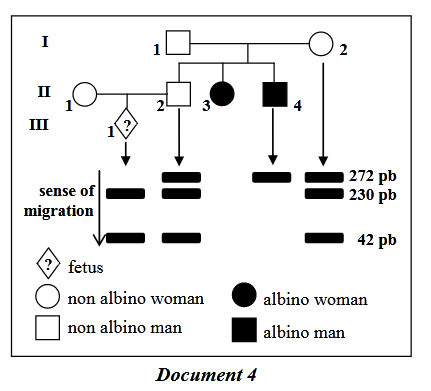 I
1
2
II
1
2
3
4
III
1
?
272 pb
sense of
migration
230 pb
42 pb
? fetus
non albino woman
albino woman
non albino man
albino man
Document 4